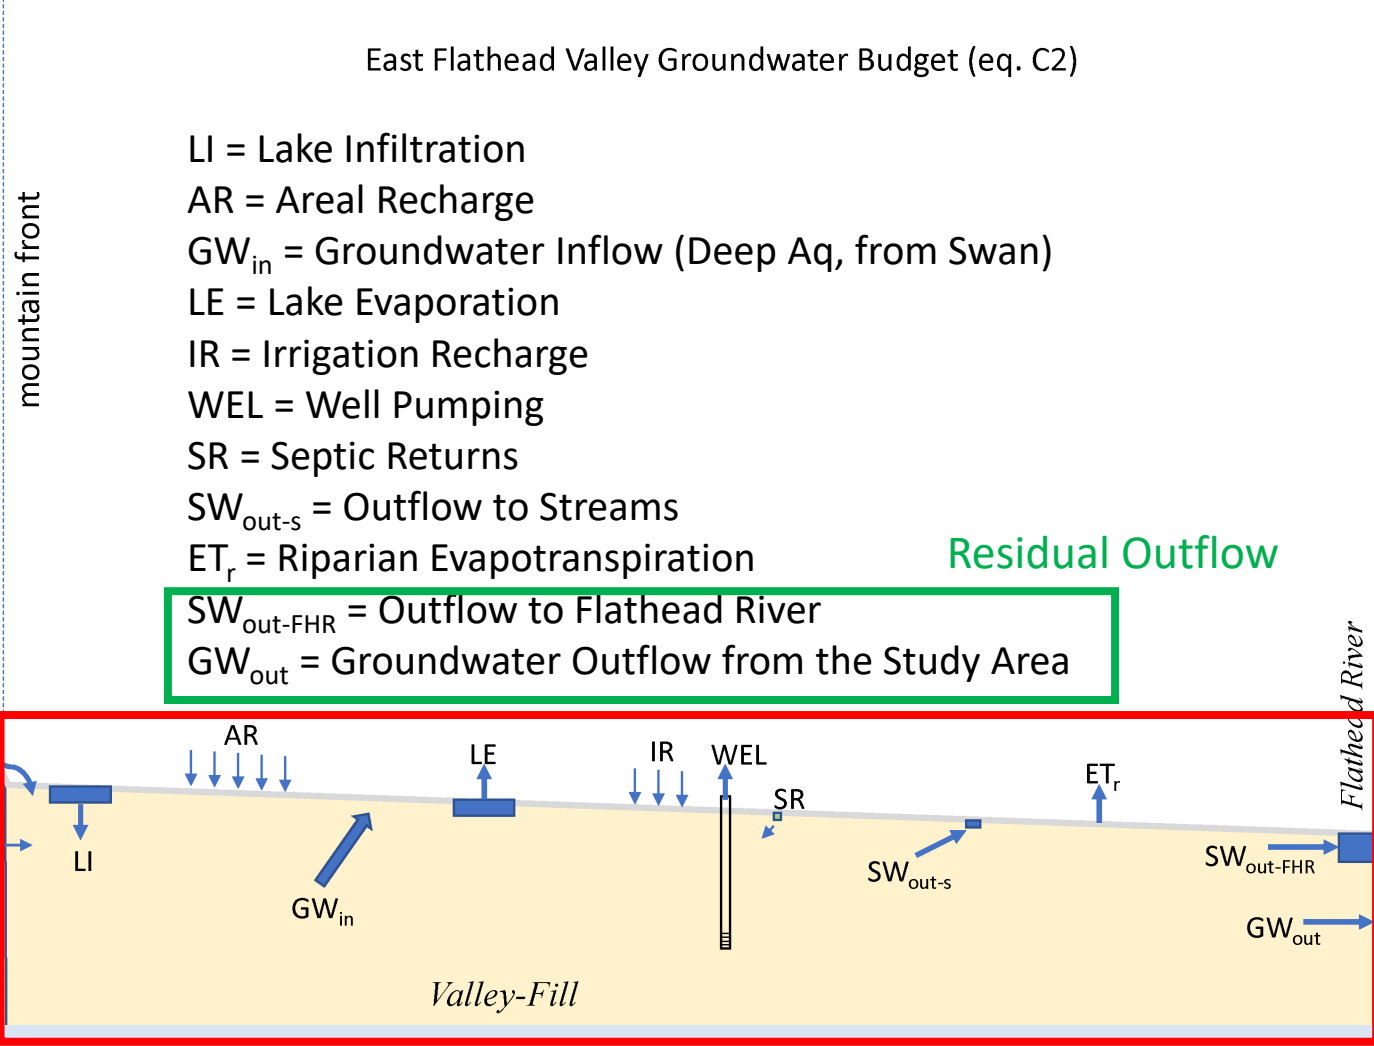 East Flathead Valley Groundwater Budget (eq. C2)
mountain front
LI = Lake Infiltration
AR = Areal Recharge
GWin = Groundwater Inflow (Deep Aq, from Swan)
LE = Lake Evaporation
IR = Irrigation Recharge
WEL = Well Pumping
SR = Septic Returns
SWout-s = Outflow to Streams
ETr = Riparian Evapotranspiration
Residual Outflow
SWout-FHR = Outflow to Flathead River
GWout = Groundwater Outflow from the Study Area
Flathead River
AR
LE
IR
WEL
ETr
SR
LI
SWout-s
SWout-FHR
GWin
GWout
Valley-Fill